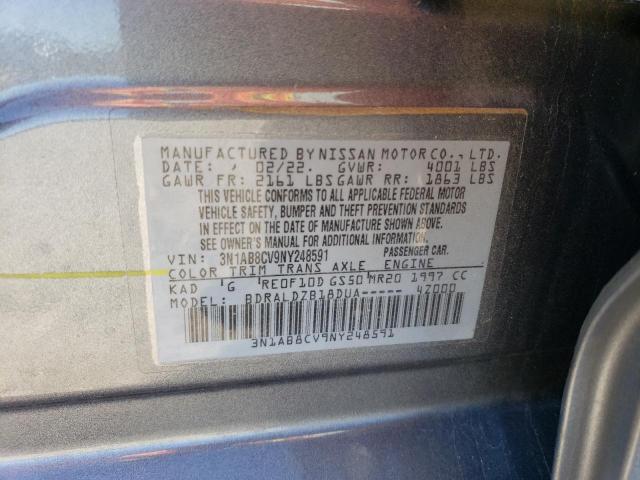 MANUFACTURED BY NISSAN MOTOR CO., LTD.
DATE: 02/22. GVWR: 4001 LBS
GAWR FR: 2161 LBS GAWR RR: 1863 LBS
THIS VEHICLE CONFORMS TO ALL APPLICABLE FEDERAL MOTOR
VEHICLE SAFETY, BUMPER AND THEFT PREVENTION STANDARDS
IN EFFECT ON THE DATE OF MANUFACTURE SHOWN ABOVE.
SEE OWNER'S MANUAL FOR ADDITIONAL INFORMATION.
VIN: 3N1AB8CV9NY248591 PASSENGER CAR.
COLOR TRIM TRANS AXLE ENGINE
KAD G RE0F10D GS50 MR20 1997 CC
MODEL: BDRALDZB18DUA----- 4Z000
3N1AB8CV9NY248591